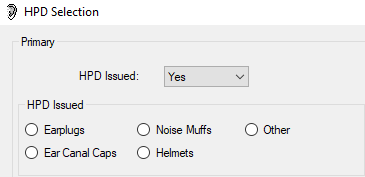 HPD Selection
Primary
HPD Issued: Yes
HPD Issued
Earplugs Noise Muffs Other
Ear Canal Caps Helmets